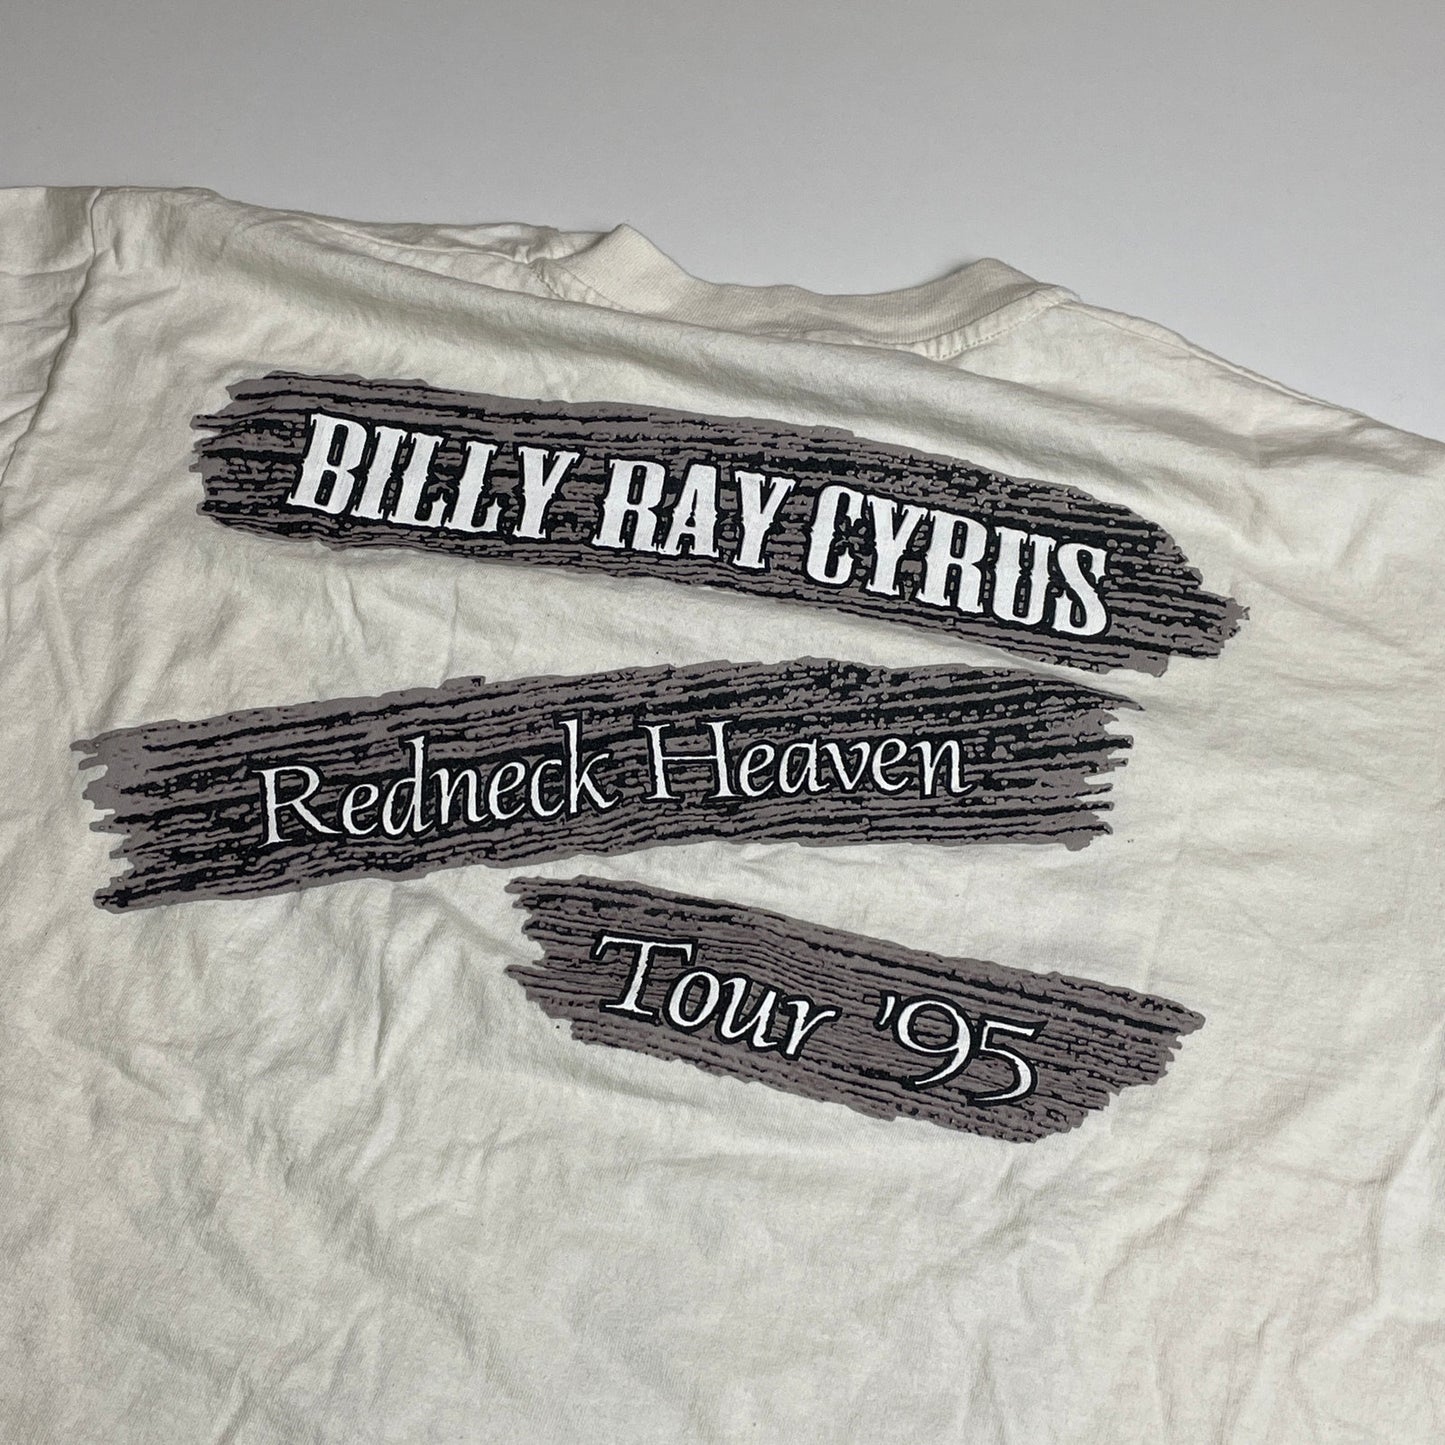 BILLY RAY CYRUS
Redneck Heaven
Tour '95